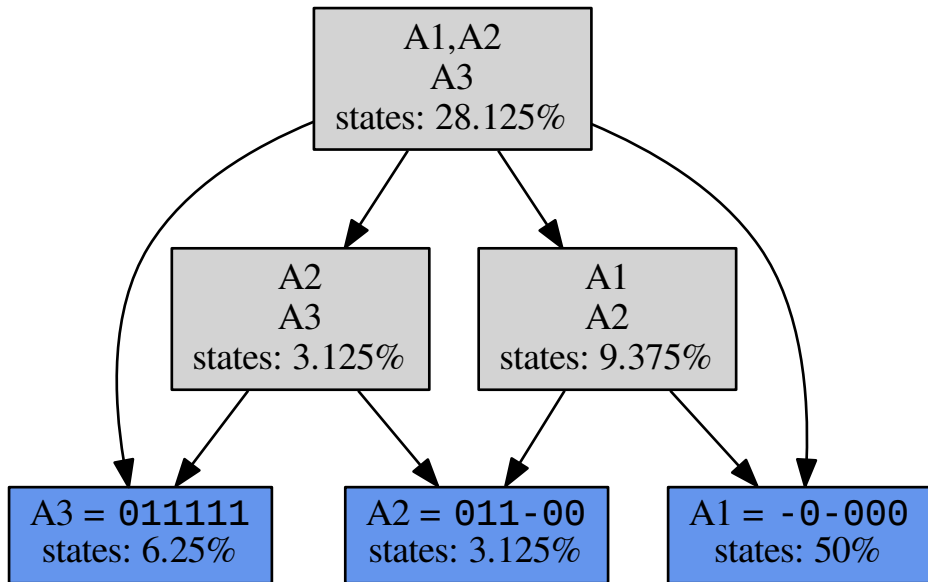 A1,A2
A3
states: 28.125%
A2
A3
states: 3.125%
A1
A2
states: 9.375%
A3 = 011111
states: 6.25%
A2 = 011-00
states: 3.125%
A1 = -0-000
states: 50%